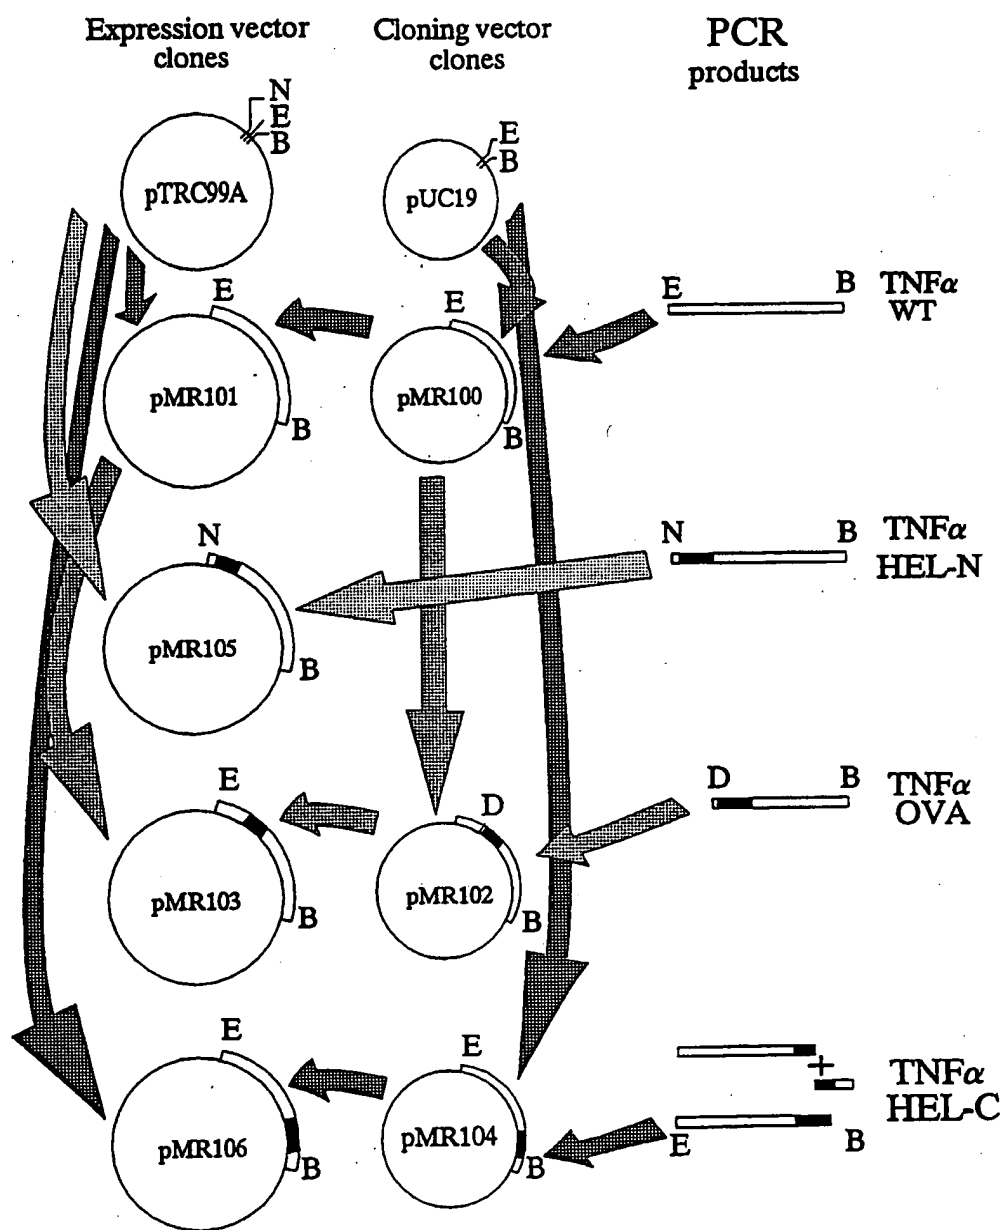 Expression vector
clones
Cloning vector
clones
PCR
products
N
E
B
pTRC99A
E
B
pUC19
E
B
pMR101
E
B
pMR100
E
B
TNFα
WT
N
B
pMR105
N
B
TNFα
HEL-N
E
B
pMR103
D
B
pMR102
D
B
TNFα
OVA
E
B
pMR106
E
B
pMR104
+
E
B
TNFα
HEL-C